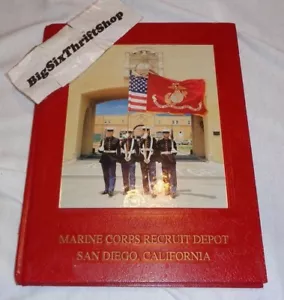 BigSixThriftShop
MARINE CORPS RECRUIT DEPOT
SAN DIEGO, CALIFORNIA